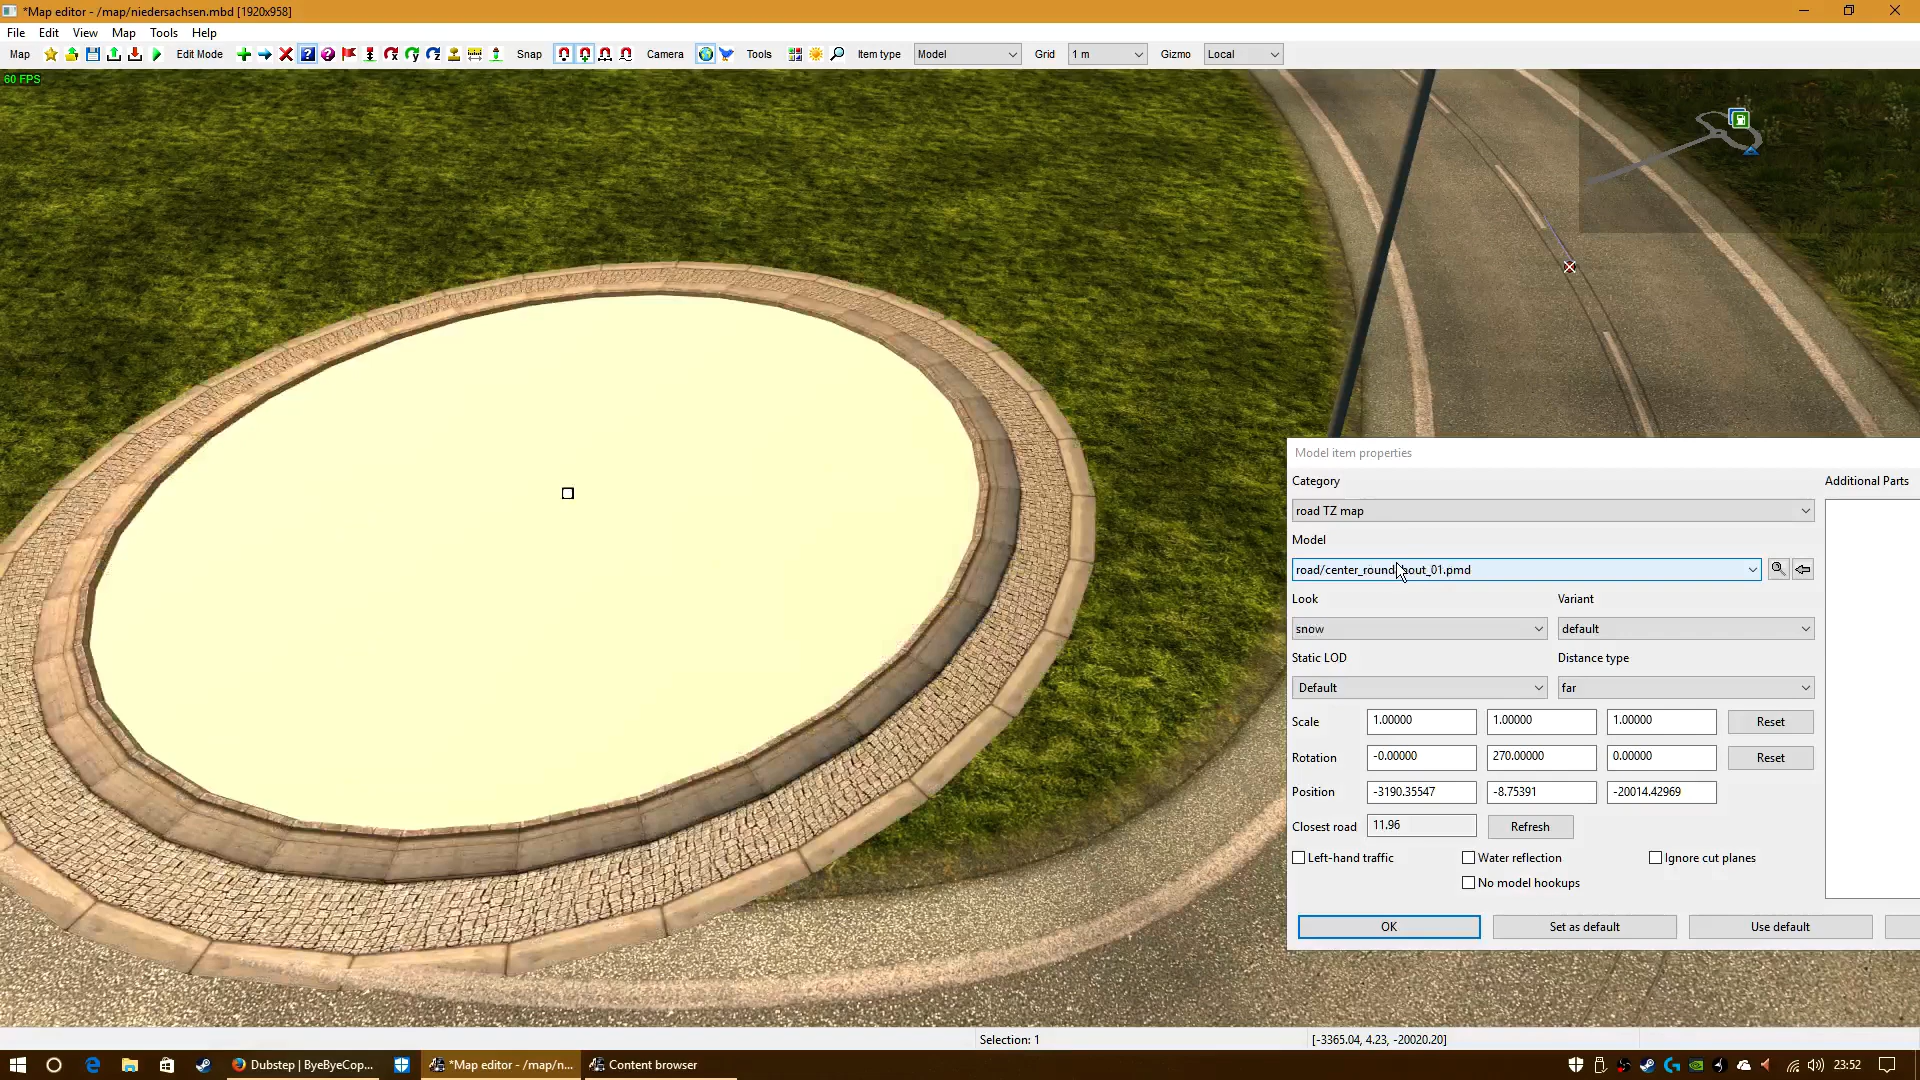 *Map editor - /map/niedersachsen.mbd [1920x958]
File Edit View Map Tools Help
Map Edit Mode Snap Camera Tools Item type Model Grid 1 m Gizmo Local
60 FPS
Model item properties
Category
Additional Parts
road TZ map
Model
Look
Variant
snow
default
Static LOD
Distance type
Default
far
Scale 1.00000 1.00000 1.00000 Reset
Rotation -0.00000 270.00000 0.00000 Reset
Position -3190.35547 -8.75391 -20014.42969
Closest road 11.96 Refresh
Left-hand traffic Water reflection Ignore cut planes
No model hookups
OK Set as default Use default
Selection: 1 [-3365.04, 4.23, -20020.20]
Dubstep | ByeByeCop... *Map editor - /map/n... Content browser 23:52